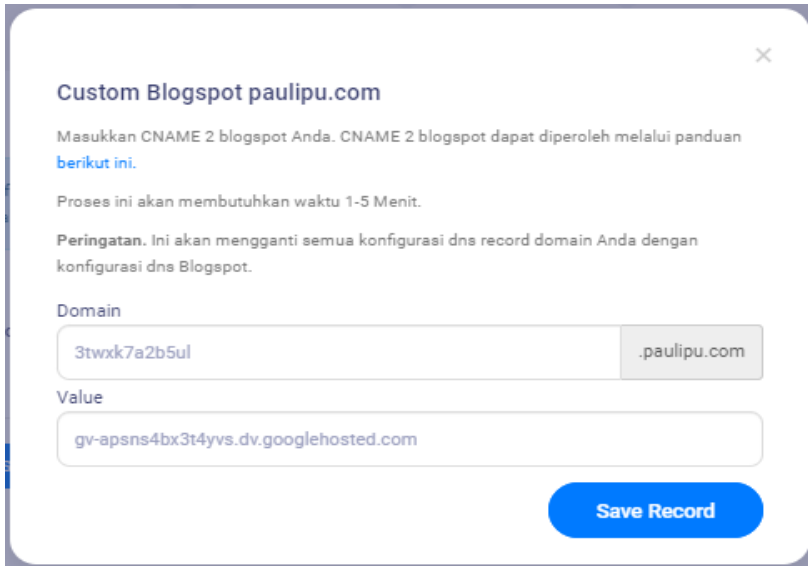 ×
Custom Blogspot paulipu.com
Masukkan CNAME 2 blogspot Anda. CNAME 2 blogspot dapat diperoleh melalui panduan
berikut ini.
Proses ini akan membutuhkan waktu 1-5 Menit.
Peringatan. Ini akan mengganti semua konfigurasi dns record domain Anda dengan
konfigurasi dns Blogspot.
Domain
3twxk7a2b5ul .paulipu.com
Value
gv-apsns4bx3t4yvs.dv.googlehosted.com
Save Record